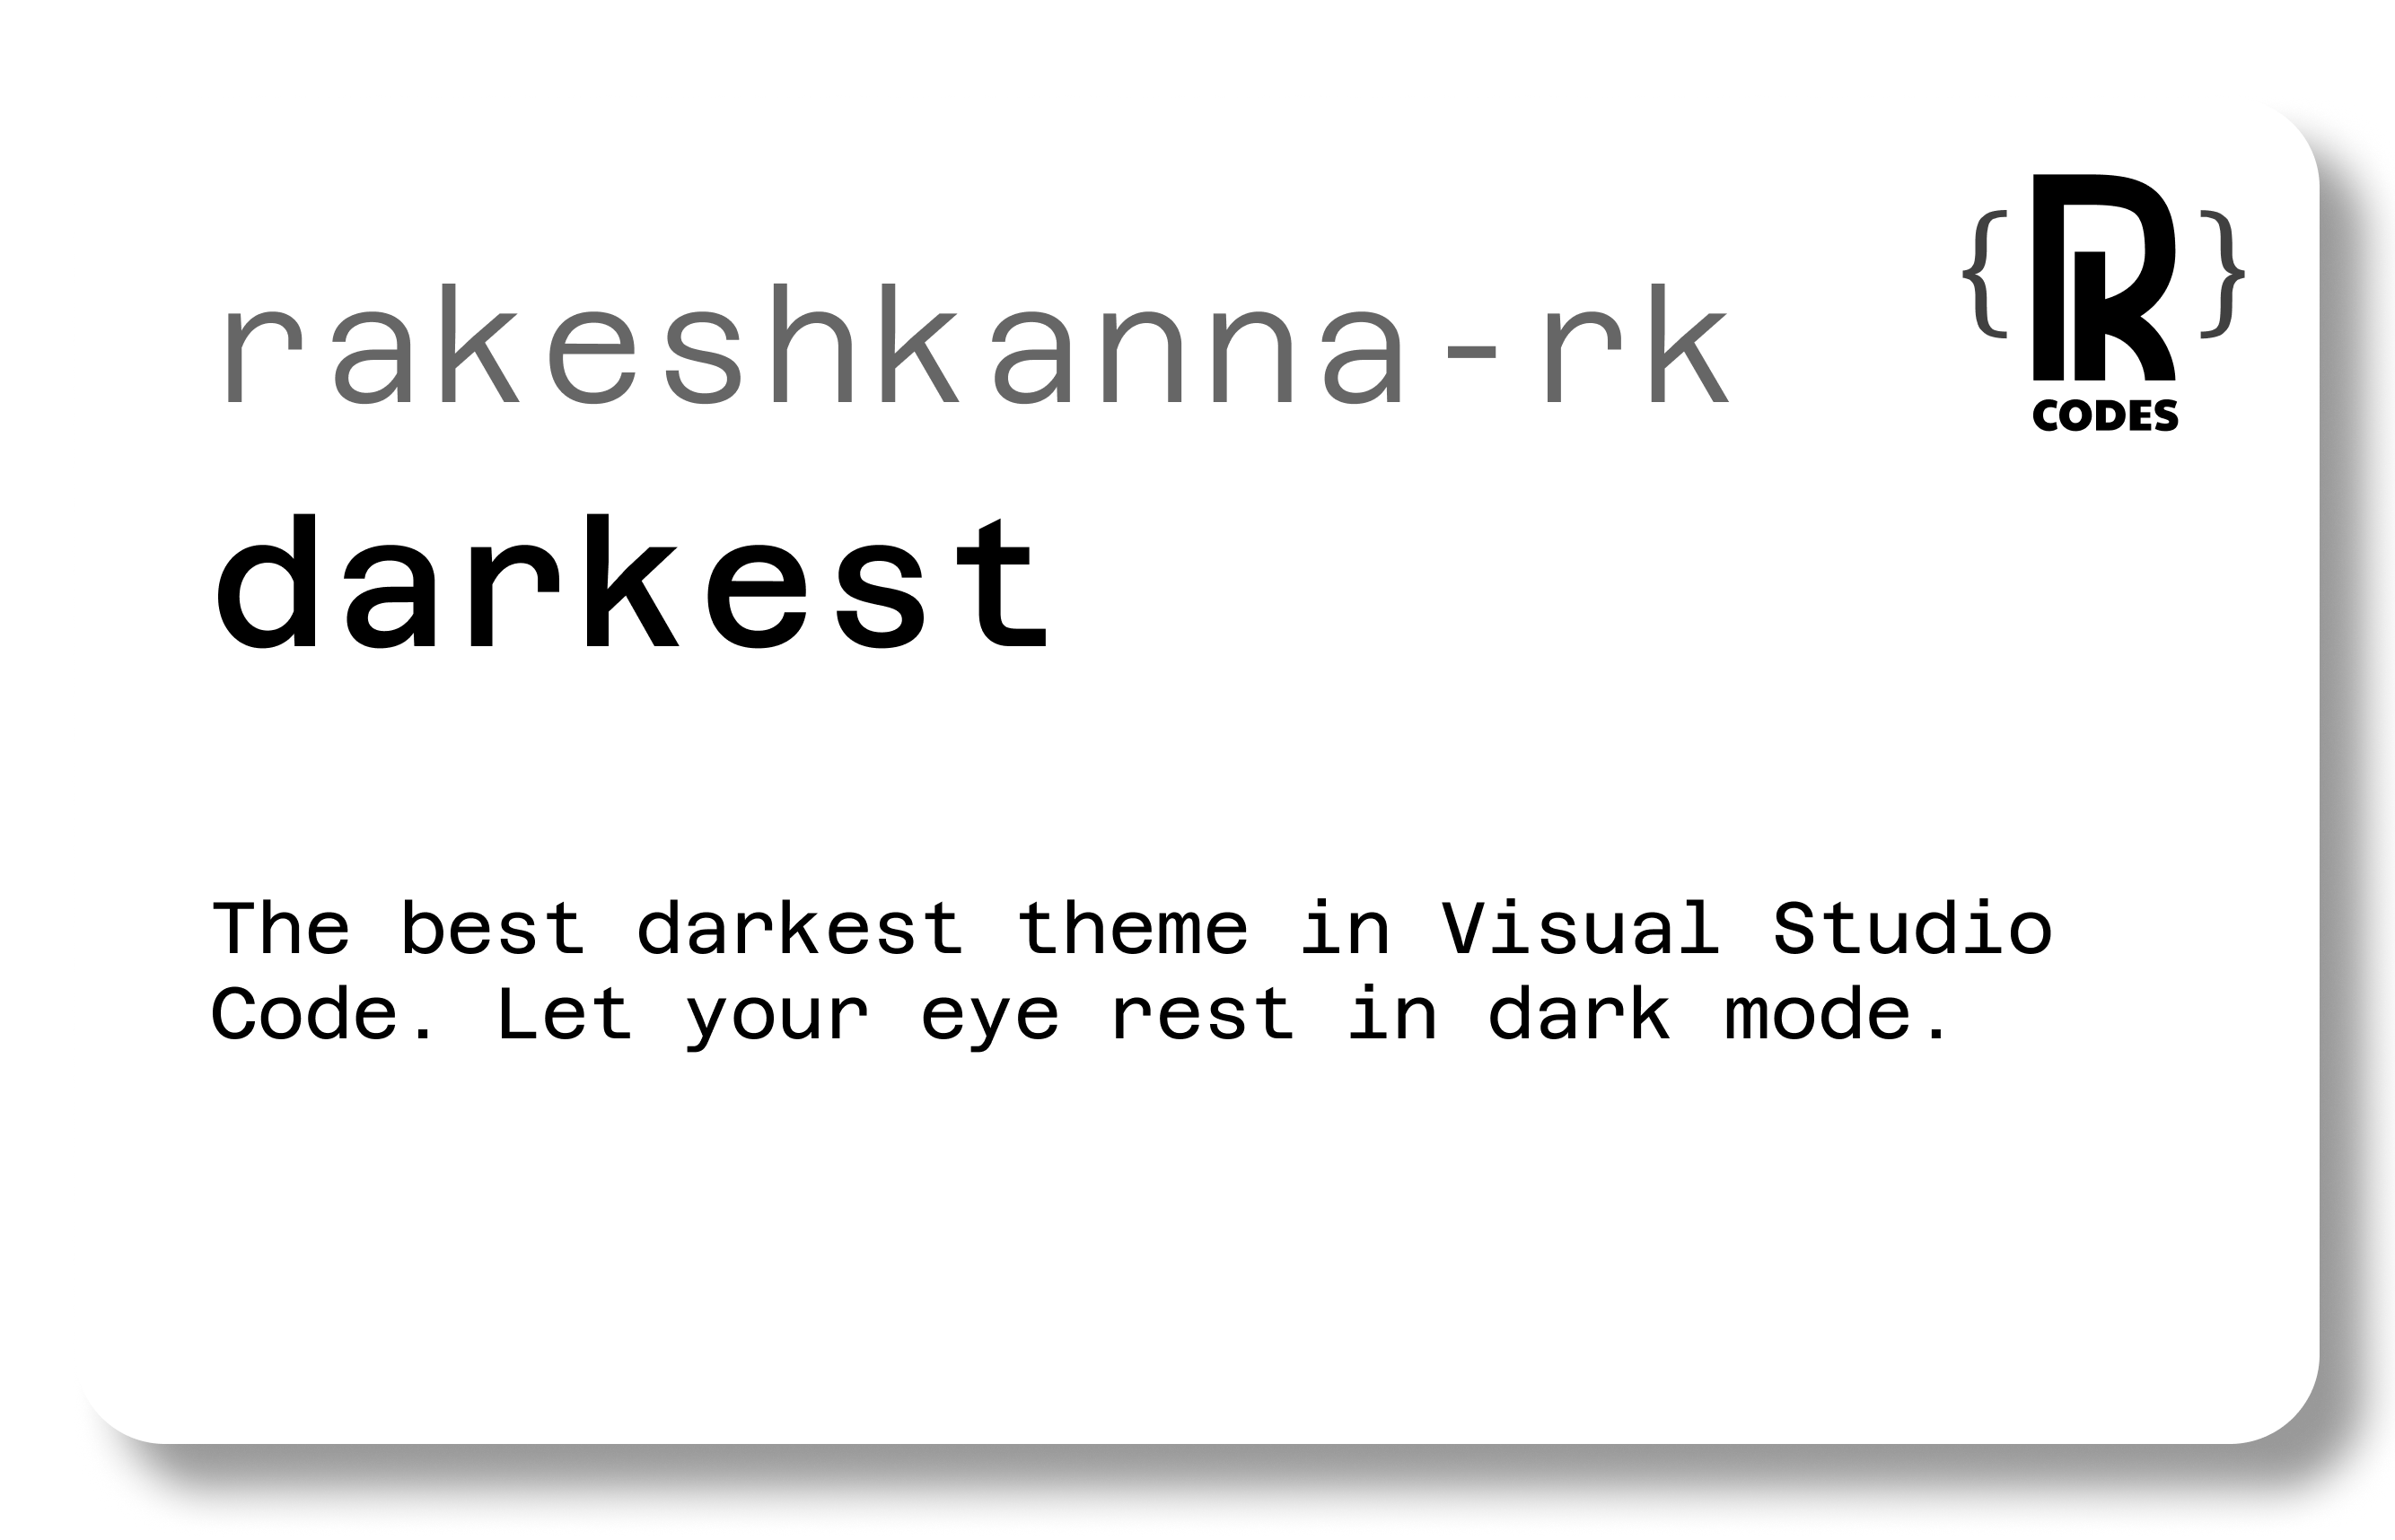 rakeshkanna-rk
{ RK }
CODES
darkest
The best darkest theme in Visual Studio
Code. Let your eye rest in dark mode.